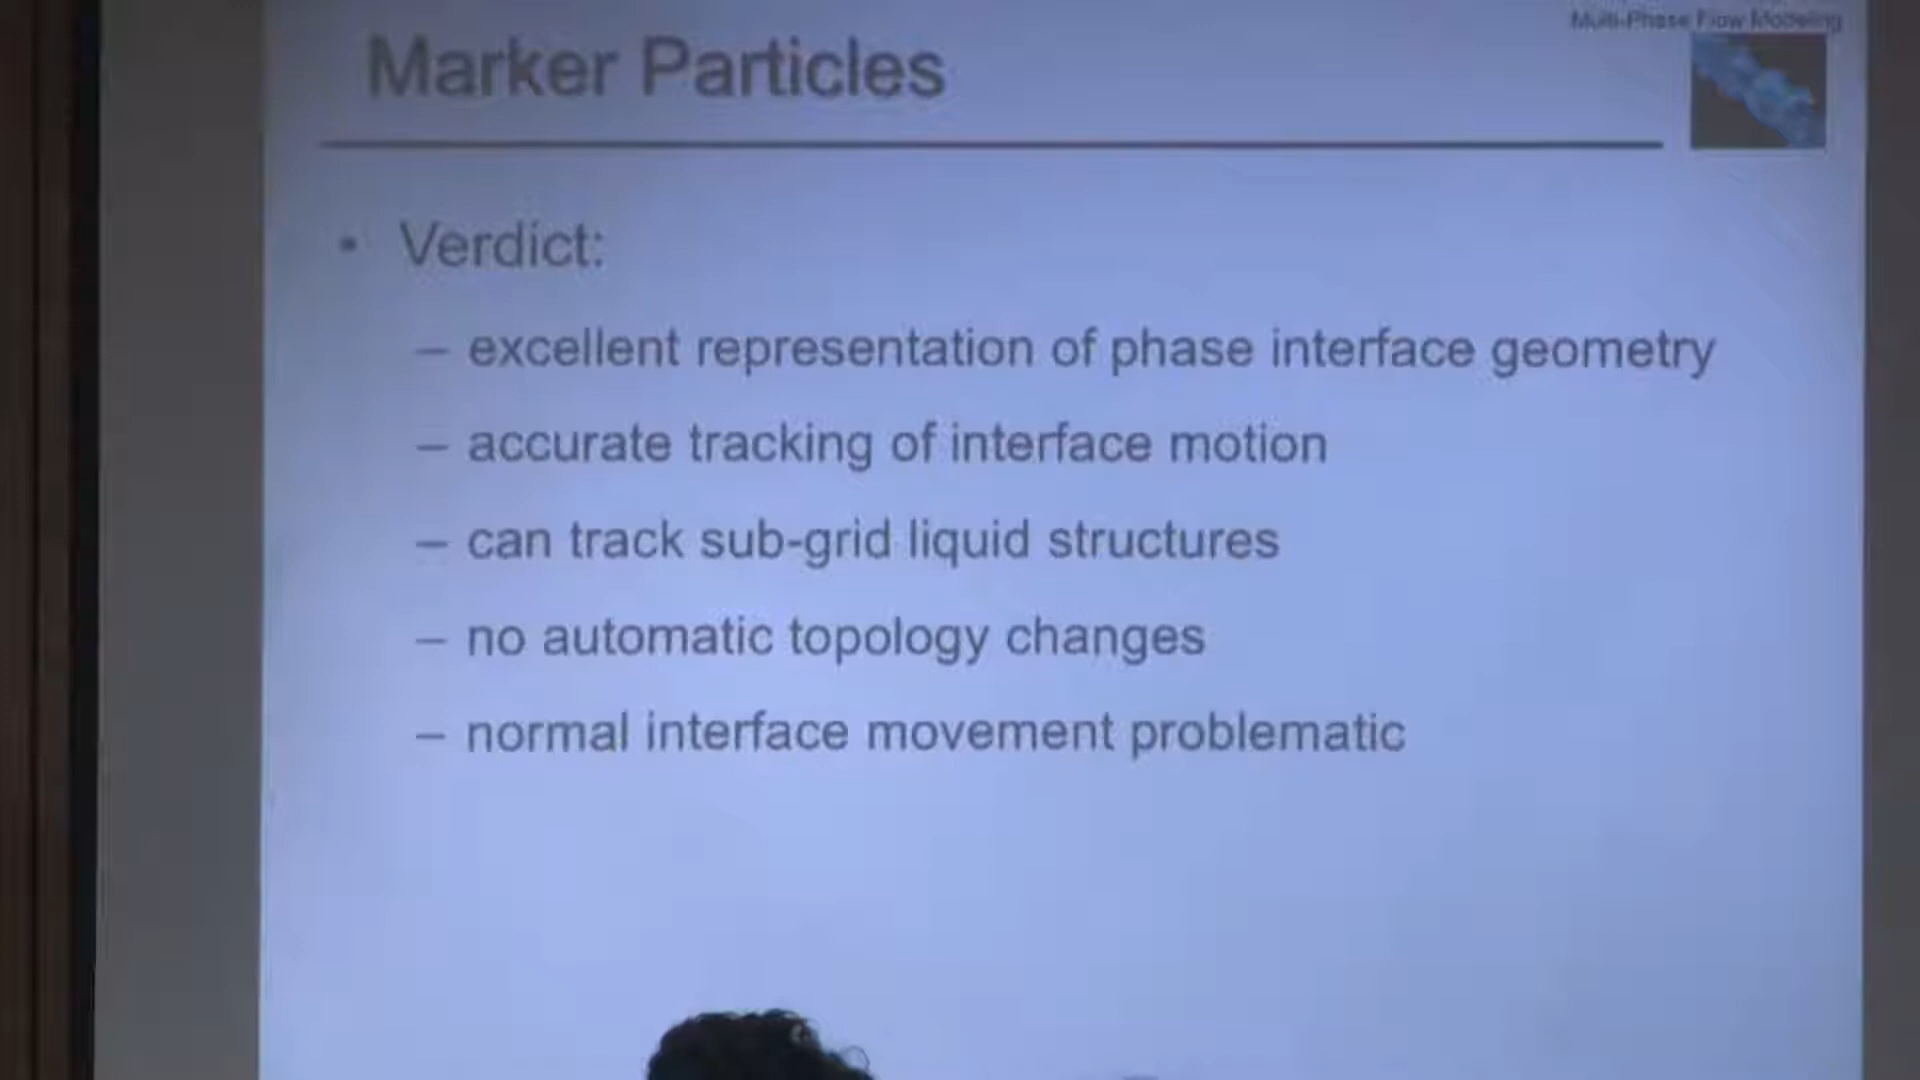 Multi-Phase Flow Modeling
Marker Particles
• Verdict:
– excellent representation of phase interface geometry
– accurate tracking of interface motion
– can track sub-grid liquid structures
– no automatic topology changes
– normal interface movement problematic